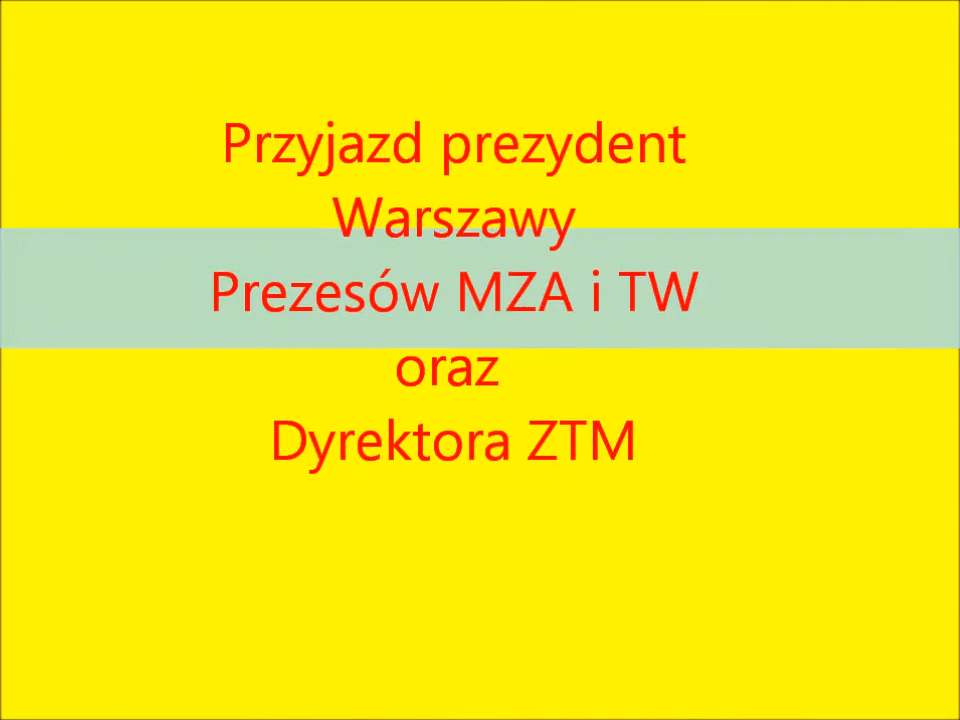 Przyjazd prezydent
Warszawy
Prezesów MZA i TW
oraz
Dyrektora ZTM